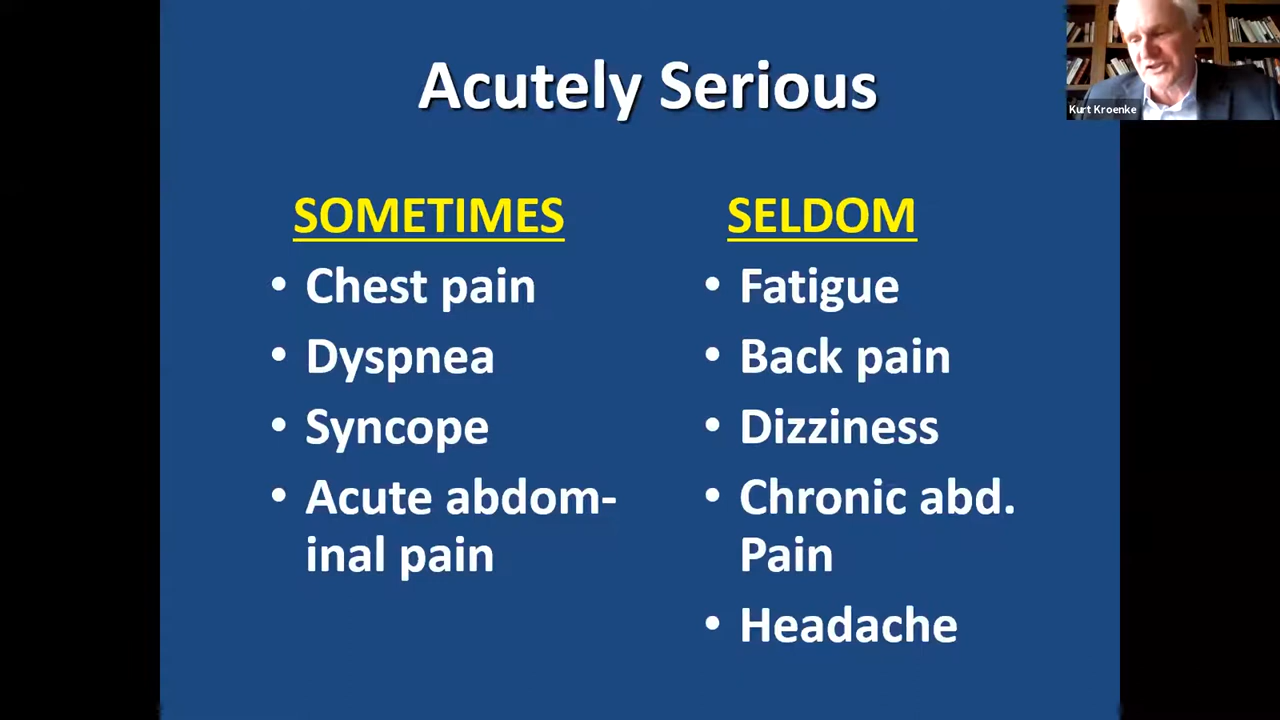 Acutely Serious
Kurt Kroenke
SOMETIMES
• Chest pain
• Dyspnea
• Syncope
• Acute abdom-
inal pain
SELDOM
• Fatigue
• Back pain
• Dizziness
• Chronic abd.
Pain
• Headache